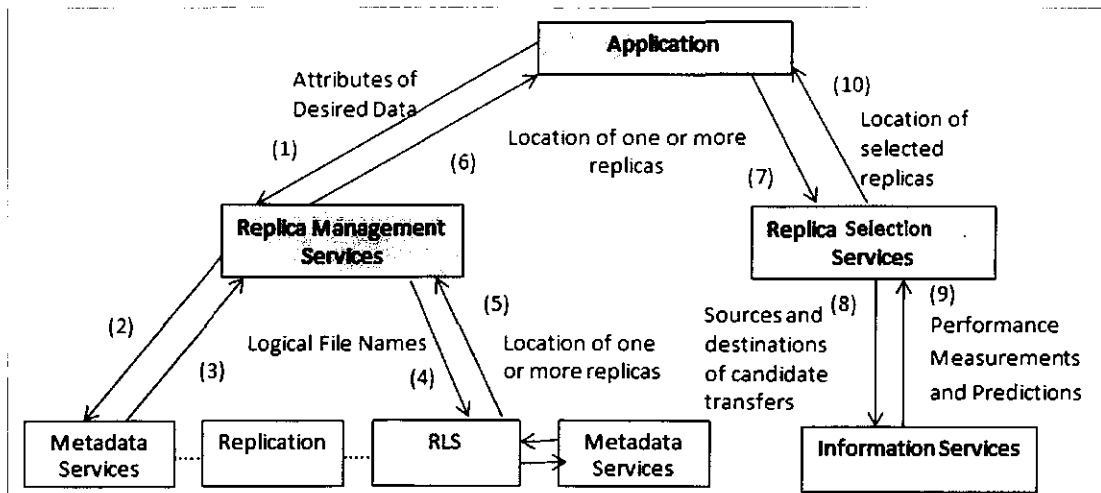 Application
Attributes of
Desired Data
(1)
(6)
Location of one or more
replicas
(7)
(10)
Location of
selected
replicas
Replica Management
Services
Replica Selection
Services
(2)
(3)
Logical File Names
(4)
(5)
Location of one
or more replicas
Sources and
destinations
of candidate
transfers
(8)
(9)
Performance
Measurements
and Predictions
Metadata
Services
Replication
RLS
Metadata
Services
Information Services